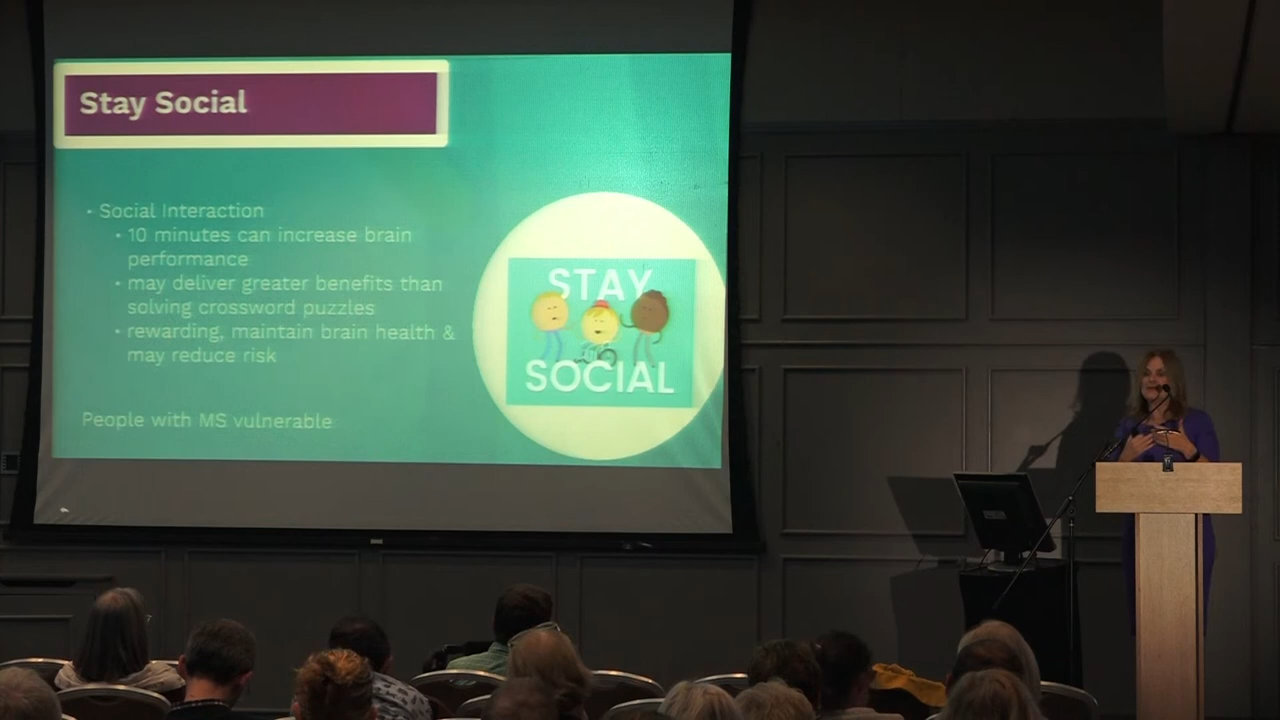 Stay Social
• Social Interaction
• 10 minutes can increase brain
performance
• may deliver greater benefits than
solving crossword puzzles
• rewarding, maintain brain health &
may reduce risk
People with MS vulnerable
STAY
SOCIAL